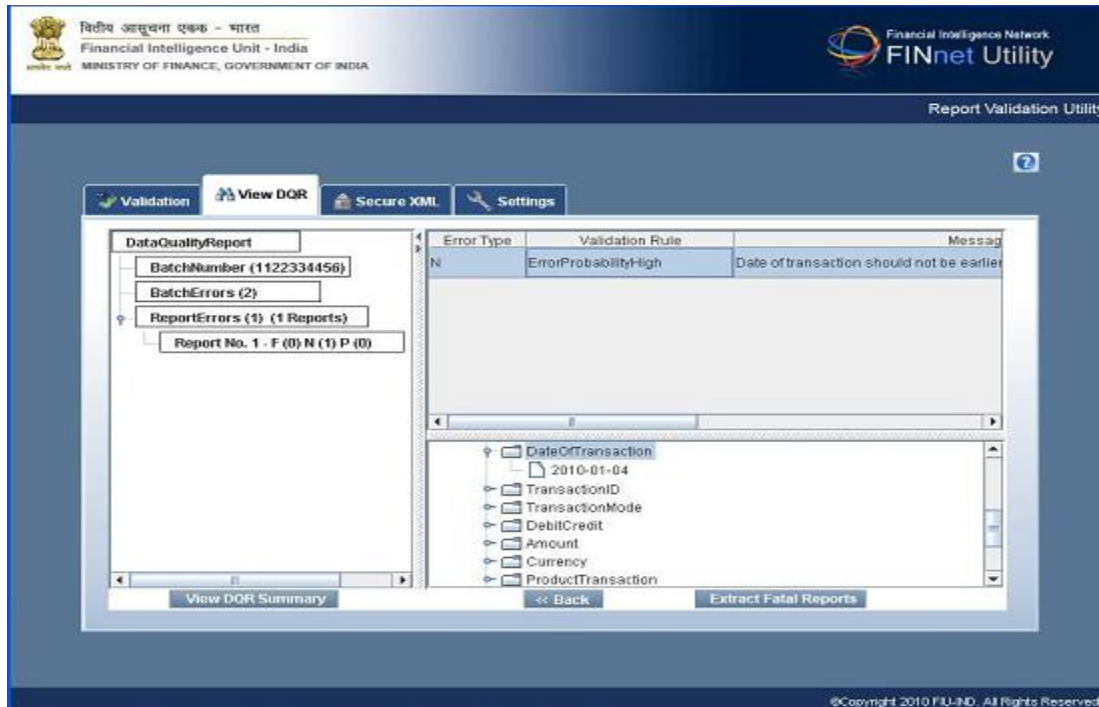 वित्तीय आसूचना एकक - भारत
Financial Intelligence Unit - India
MINISTRY OF FINANCE, GOVERNMENT OF INDIA
Financial Intelligence Network
FINnet Utility
Report Validation Utility
?
Validation
View DQR
Secure XML
Settings
DataQualityReport
BatchNumber (1122334456)
BatchErrors (2)
ReportErrors (1) (1 Reports)
Report No. 1 - F (0) N (1) P (0)
Error Type Validation Rule Messag
N ErrorProbabilityHigh Date of transaction should not be earlier
DateOfTransaction
2010-01-04
TransactionID
TransactionMode
DebitCredit
Amount
Currency
ProductTransaction
View DQR Summary
<< Back
Extract Fatal Reports
©Copyright 2010 FIU-IND. All Rights Reserved